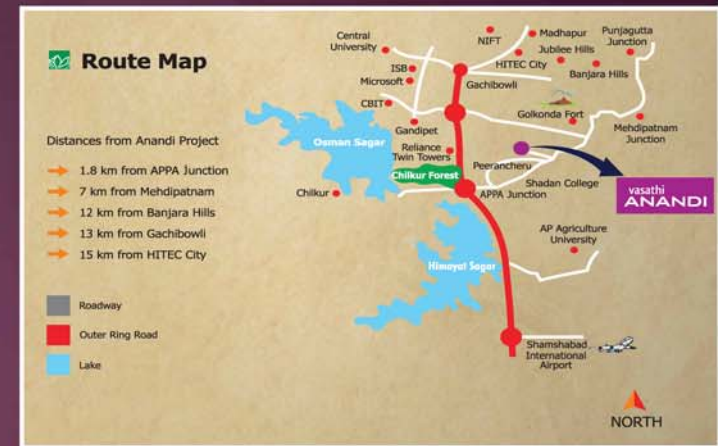 Route Map
Distances from Anandi Project
1.8 km from APPA Junction
7 km from Mehdipatnam
12 km from Banjara Hills
13 km from Gachibowli
15 km from HITEC City
Roadway
Outer Ring Road
Lake
Central
University
NIFT
Madhapur
Punjagutta
Junction
Jubilee Hills
HITEC City
ISB
Microsoft
Banjara Hills
Gachibowli
CBIT
Golkonda Fort
Gandipet
Mehdipatnam
Junction
Osman Sagar
Reliance
Twin Towers
Peerancheru
Chilkur Forest
Shadan College
Chilkur
APPA Junction
vasathi
ANANDI
AP Agriculture
University
Himayat Sagar
Shamshabad
International
Airport
NORTH